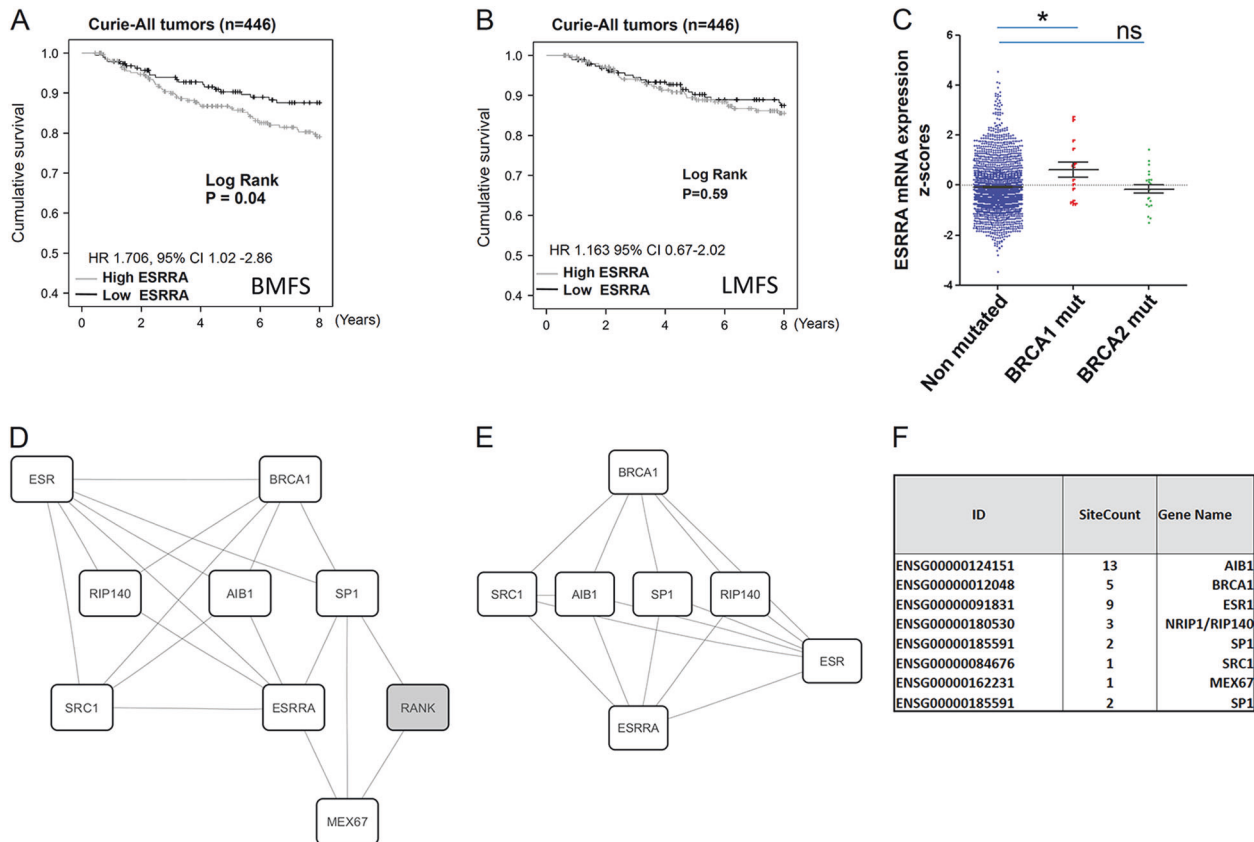 A
Curie-All tumors (n=446)
Cumulative survival
1.0
0.9
0.8
0.7
0.6
0.5
0.4
Log Rank
P = 0.04
HR 1.706, 95% CI 1.02 -2.86
High ESRRA
Low ESRRA
BMFS
0 2 4 6 8 (Years)
B
Curie-All tumors (n=446)
Cumulative survival
1.0
0.9
0.8
0.7
0.6
0.5
0.4
Log Rank
P=0.59
HR 1.163 95% CI 0.67-2.02
High ESRRA
Low ESRRA
LMFS
0 2 4 6 8 (Years)
C
* 
ns
ESRRA mRNA expression
z-scores
6
4
2
0
-2
-4
Non mutated
BRCA1 mut
BRCA2 mut
D
ESR
BRCA1
RIP140
AIB1
SP1
SRC1
ESRRA
RANK
MEX67
E
BRCA1
SRC1
AIB1
SP1
RIP140
ESR
ESRRA
F
ID SiteCount Gene Name
ENSG00000124151 13 AIB1
ENSG00000012048 5 BRCA1
ENSG00000091831 9 ESR1
ENSG00000180530 3 NRIP1/RIP140
ENSG00000185591 2 SP1
ENSG00000084676 1 SRC1
ENSG00000162231 1 MEX67
ENSG00000185591 2 SP1